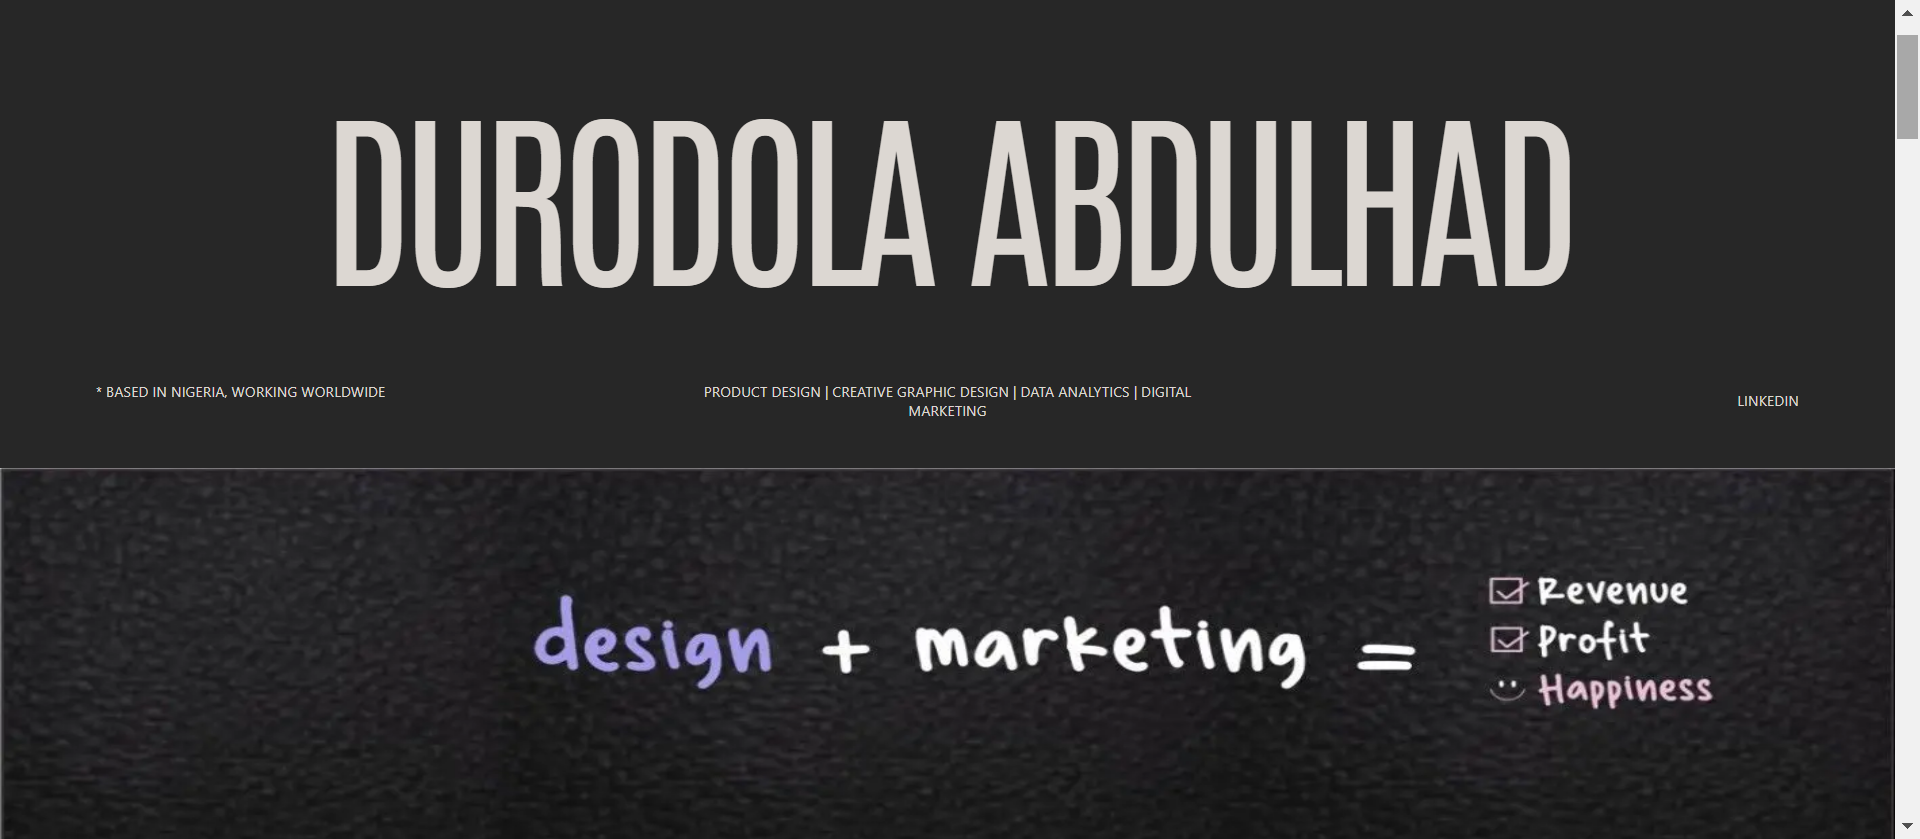 DURODOLA ABDULHAD
* BASED IN NIGERIA, WORKING WORLDWIDE
PRODUCT DESIGN | CREATIVE GRAPHIC DESIGN | DATA ANALYTICS | DIGITAL
MARKETING
LINKEDIN
design + marketing =
Revenue
Profit
Happiness